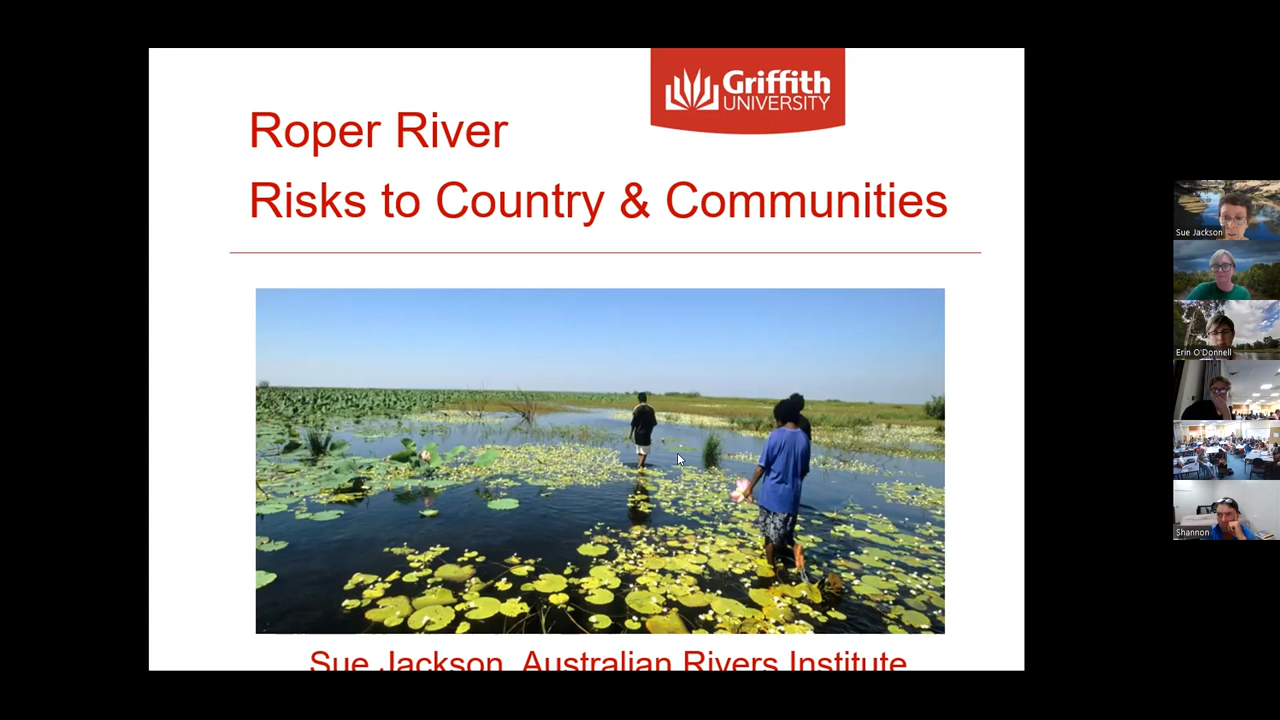 Griffith
UNIVERSITY
Roper River
Risks to Country & Communities
Sue Jackson, Australian Rivers Institute
Sue Jackson
Erin O'Donnell
Shannon